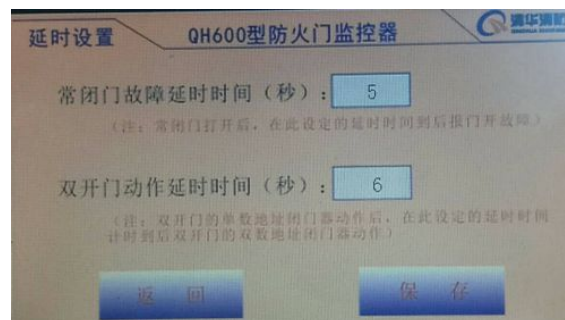 延时设置
QH600型防火门监控器
清华消防
常闭门故障延时时间（秒）：
5
（注：常闭门打开后，在此设定的延时时间到后报门开故障）
双开门动作延时时间（秒）：
6
（注：双开门的单数地址闭门器动作后，在此设定的延时时间
计时到后双开门的双数地址闭门器动作）
返 回
保 存